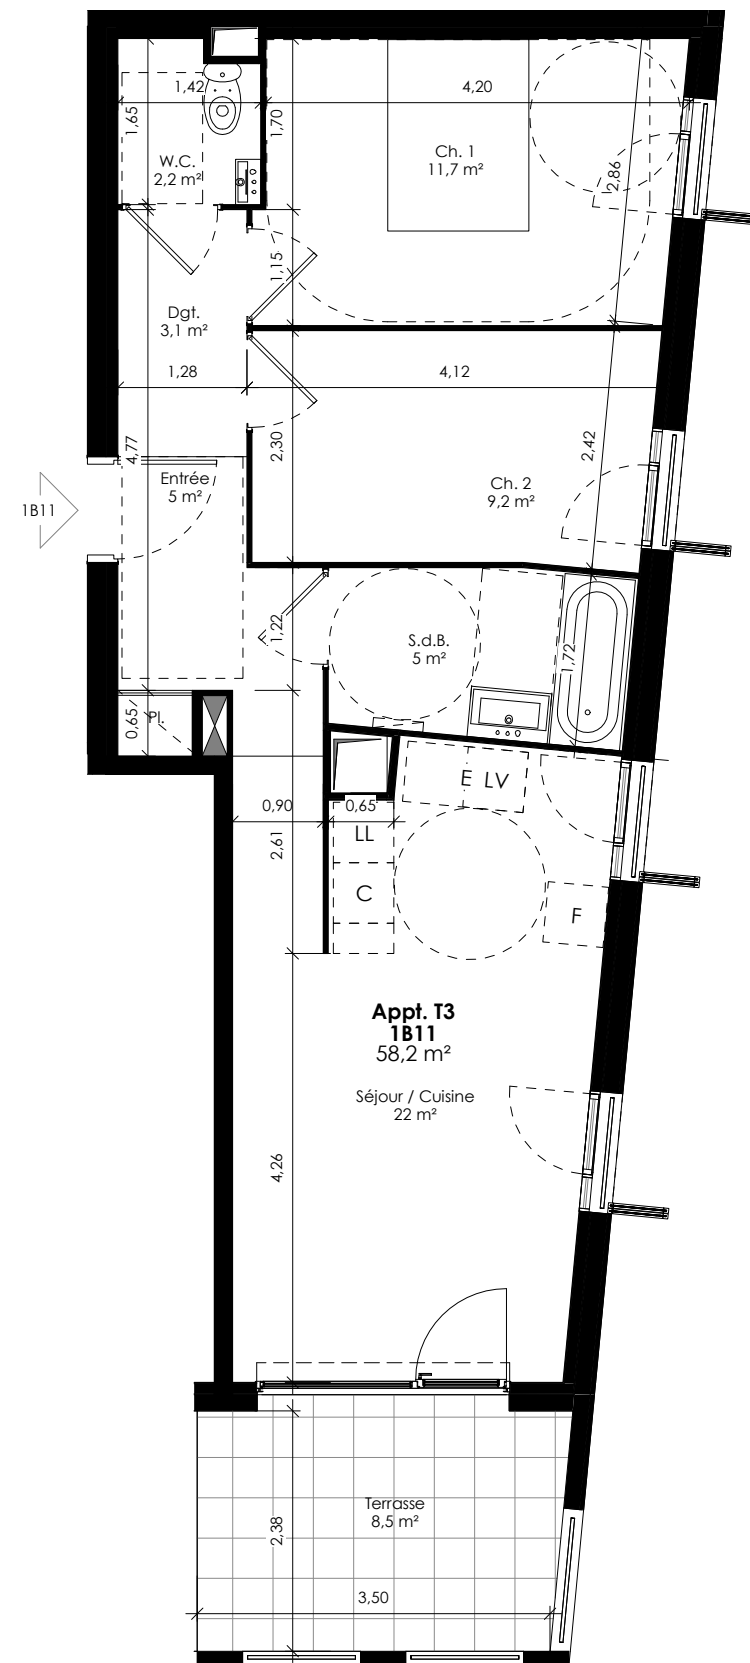 1,42
4,20
1,65
1,70
W.C.
2,2 m²
Ch. 1
11,7 m²
2,86
1,15
Dgt.
3,1 m²
1,28
4,12
4,77
2,30
2,42
Entrée
5 m²
Ch. 2
9,2 m²
1B11
1,22
S.d.B.
5 m²
1,72
0,65
Pl.
E LV
0,90
0,65
LL
2,61
C
F
Appt. T3
1B11
58,2 m²
Séjour / Cuisine
22 m²
4,26
Terrasse
8,5 m²
2,38
3,50